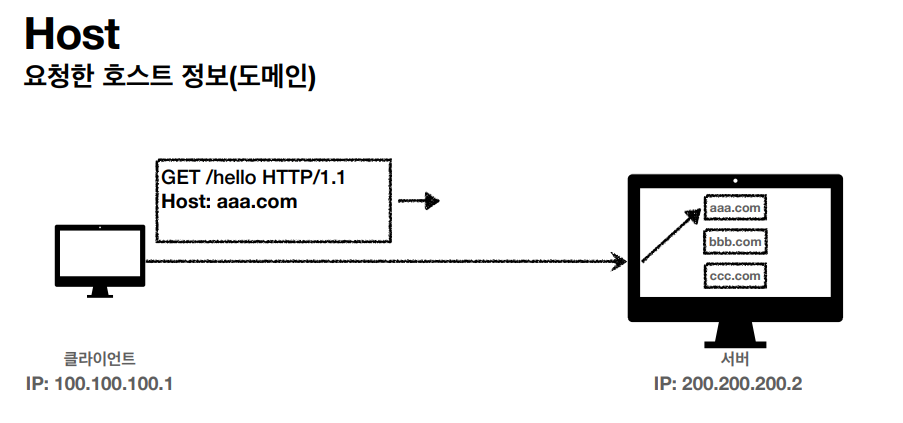 Host
요청한 호스트 정보(도메인)
GET /hello HTTP/1.1
Host: aaa.com
aaa.com
bbb.com
ccc.com
클라이언트
IP: 100.100.100.1
서버
IP: 200.200.200.2